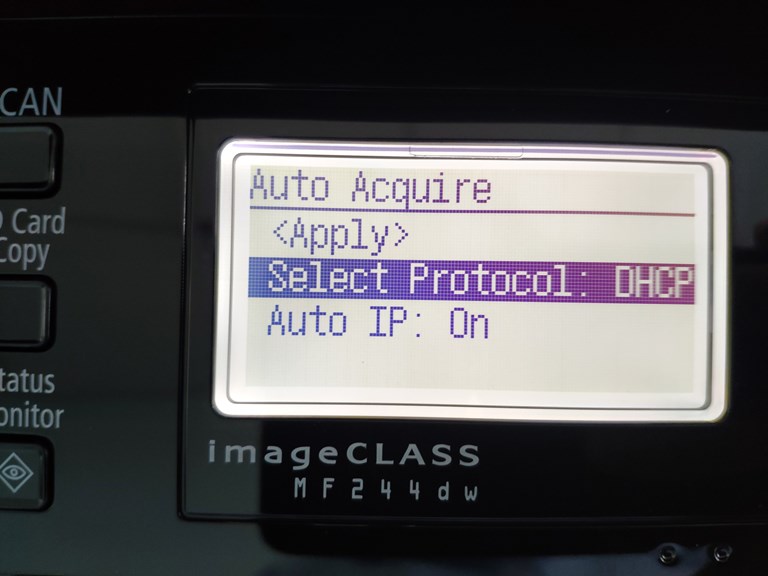 CAN
Card
Copy
tatus
onitor
Auto Acquire
<Apply>
Select Protocol: DHCP
Auto IP: On
imageCLASS
MF244dw